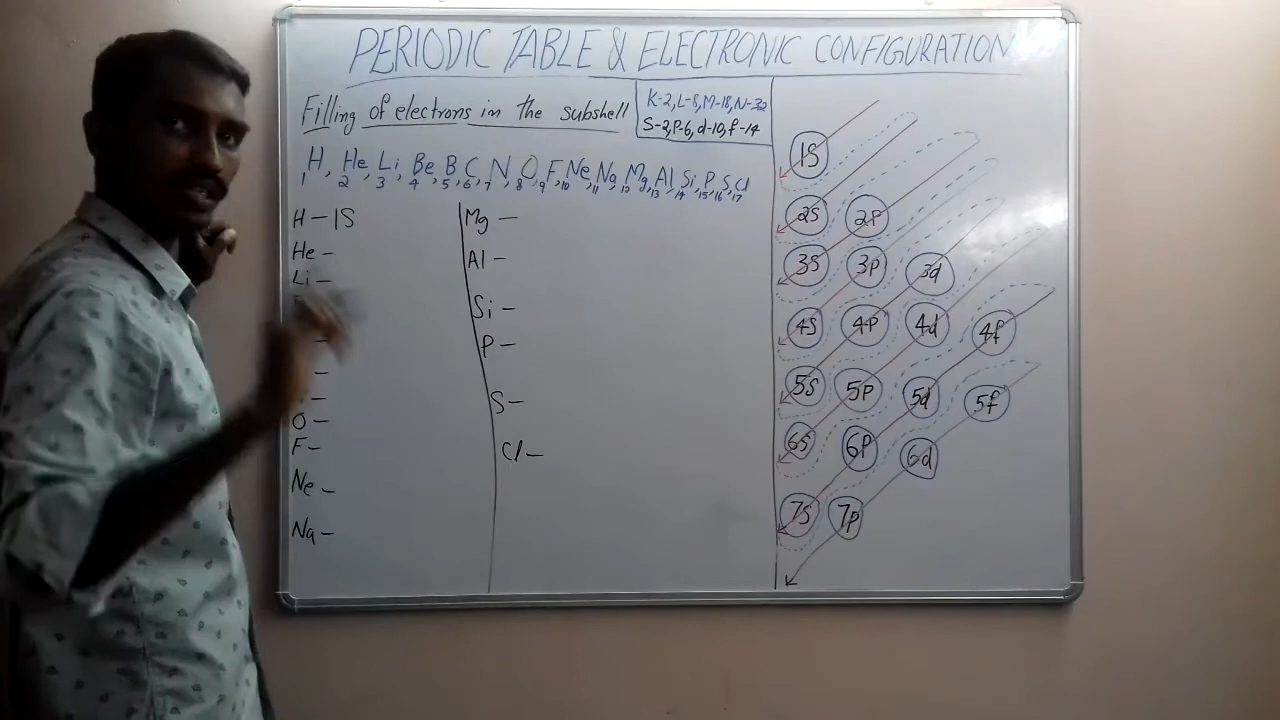 PERIODIC TABLE & ELECTRONIC CONFIGURATION
Filling of electrons in the subshell
K-2, L-8, M-18, N-32
S-2, P-6, d-10, f-14
H, He, Li, Be, B, C, N, O, F, Ne, Na, Mg, Al, Si, P, S, Cl
1 2 3 4 5 6 7 8 9 10 11 12 13 14 15 16 17
H - 1S
He -
Li -
-
-
-
O -
F -
Ne -
Na -
Mg -
Al -
Si -
P -
S -
Cl -
1S
2S 2P
3S 3P 3d
4S 4P 4d 4f
5S 5P 5d 5f
6S 6P 6d
7S 7P